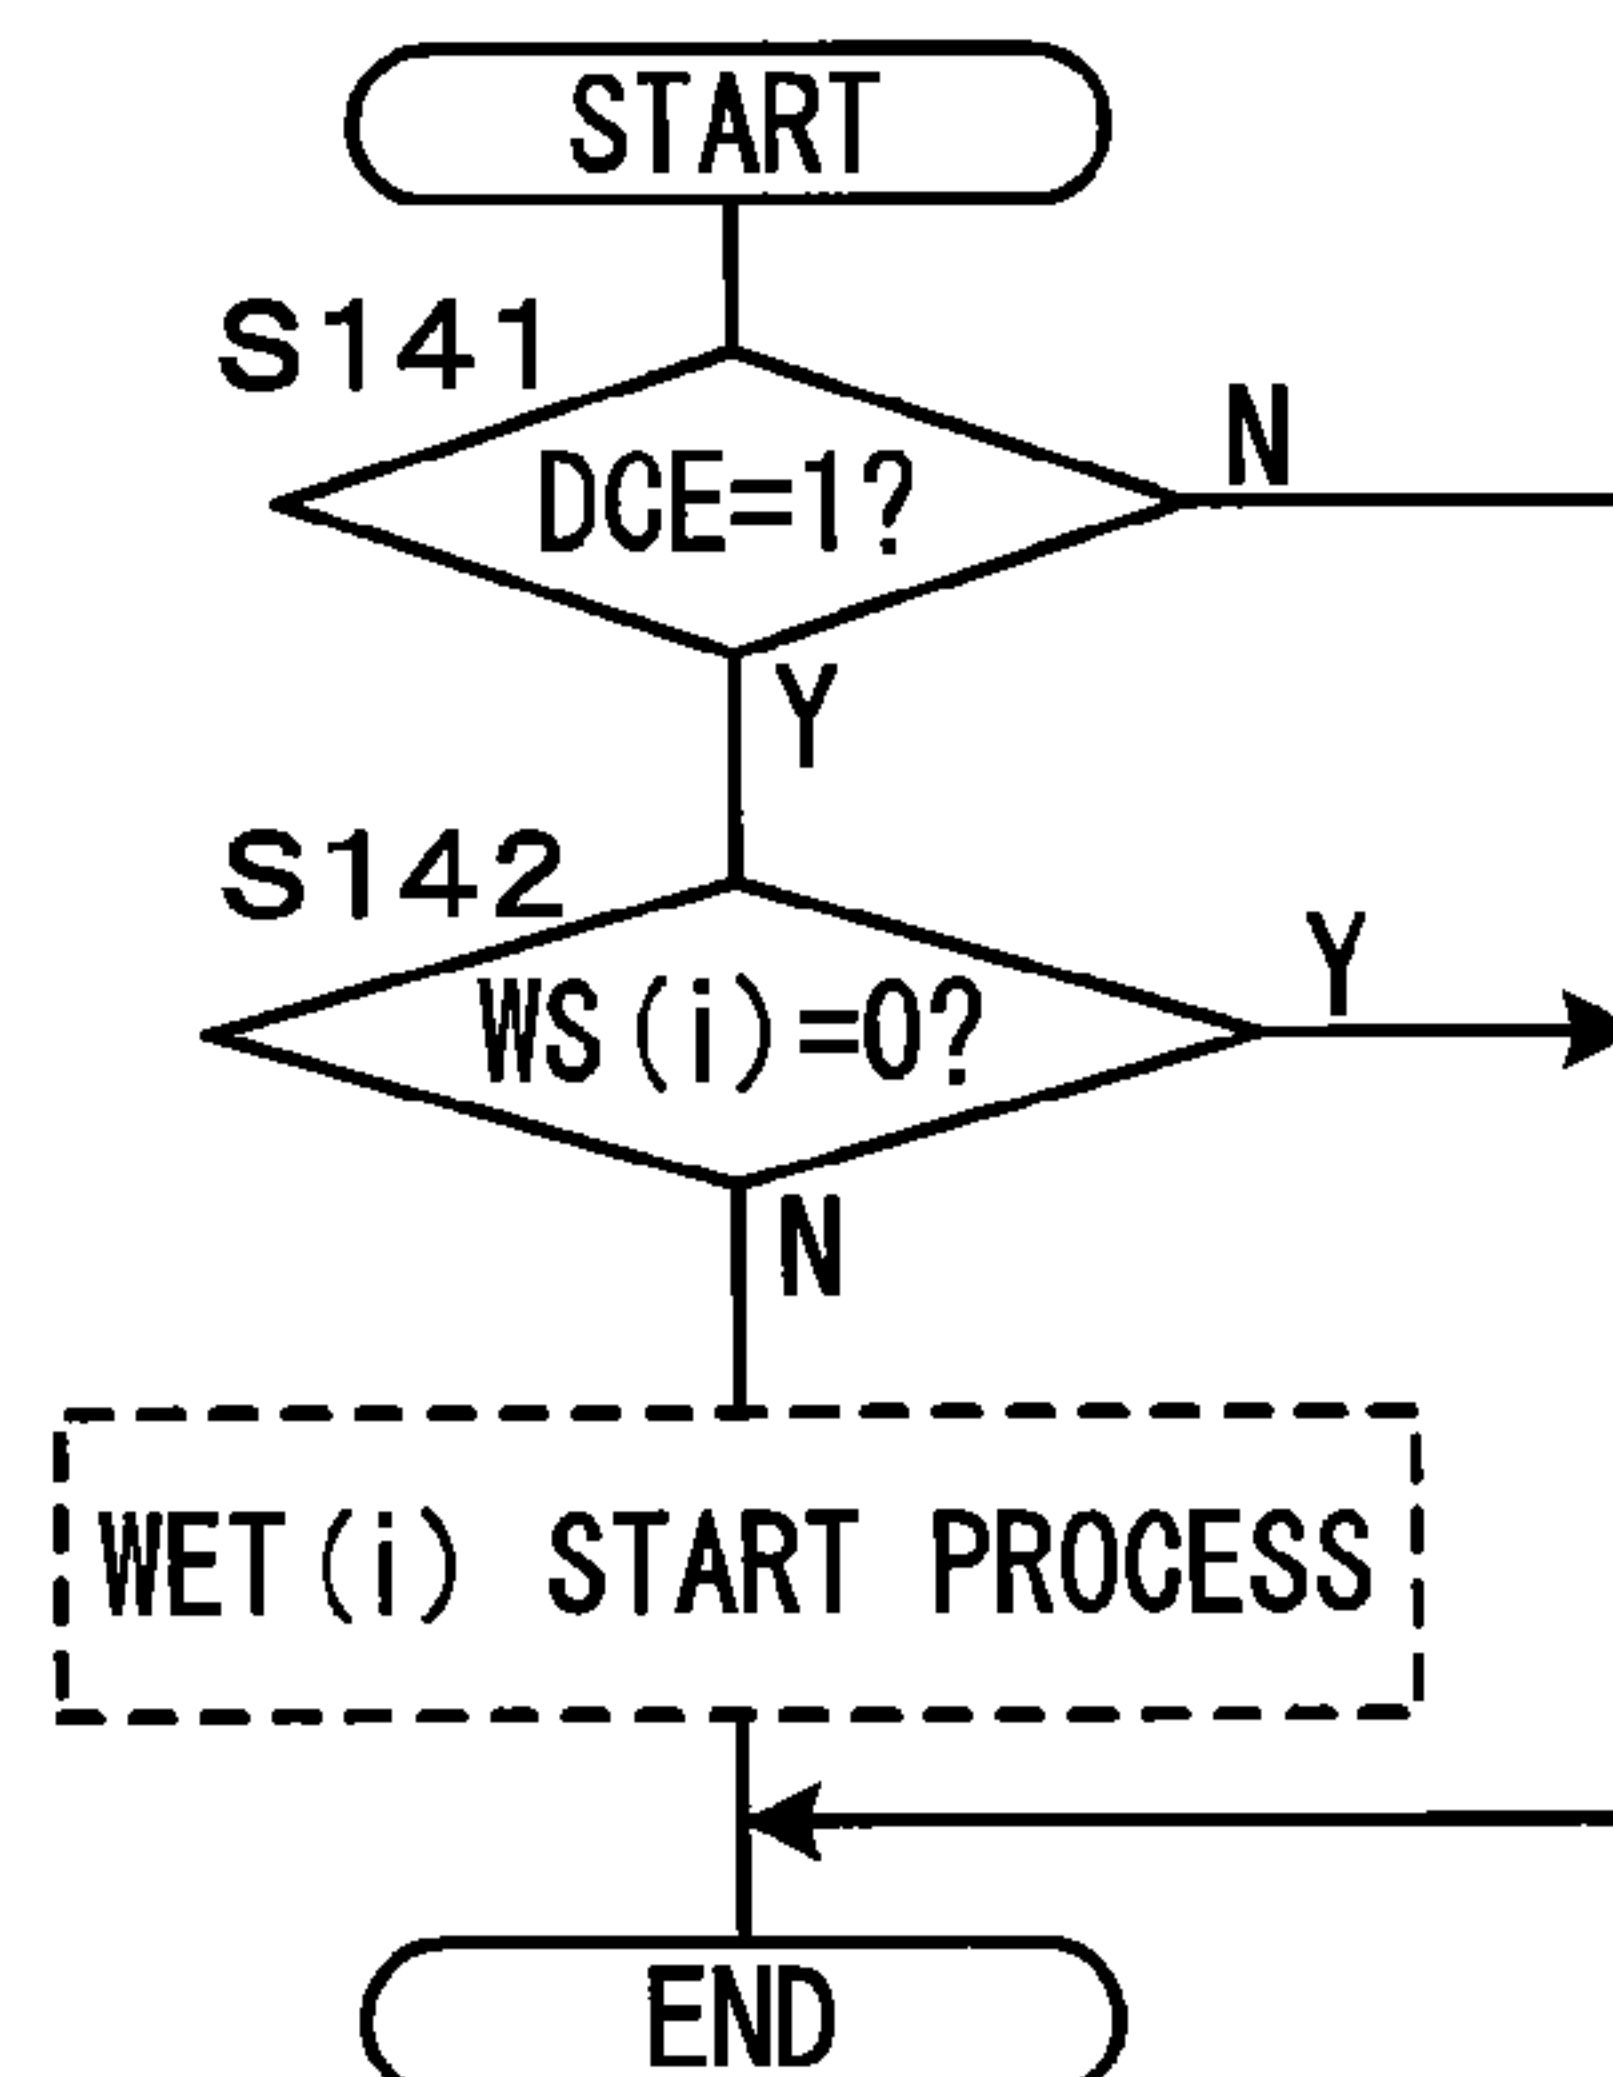 START
S141
DCE=1?
N
Y
S142
WS(i)=0?
Y
N
WET(i) START PROCESS
END